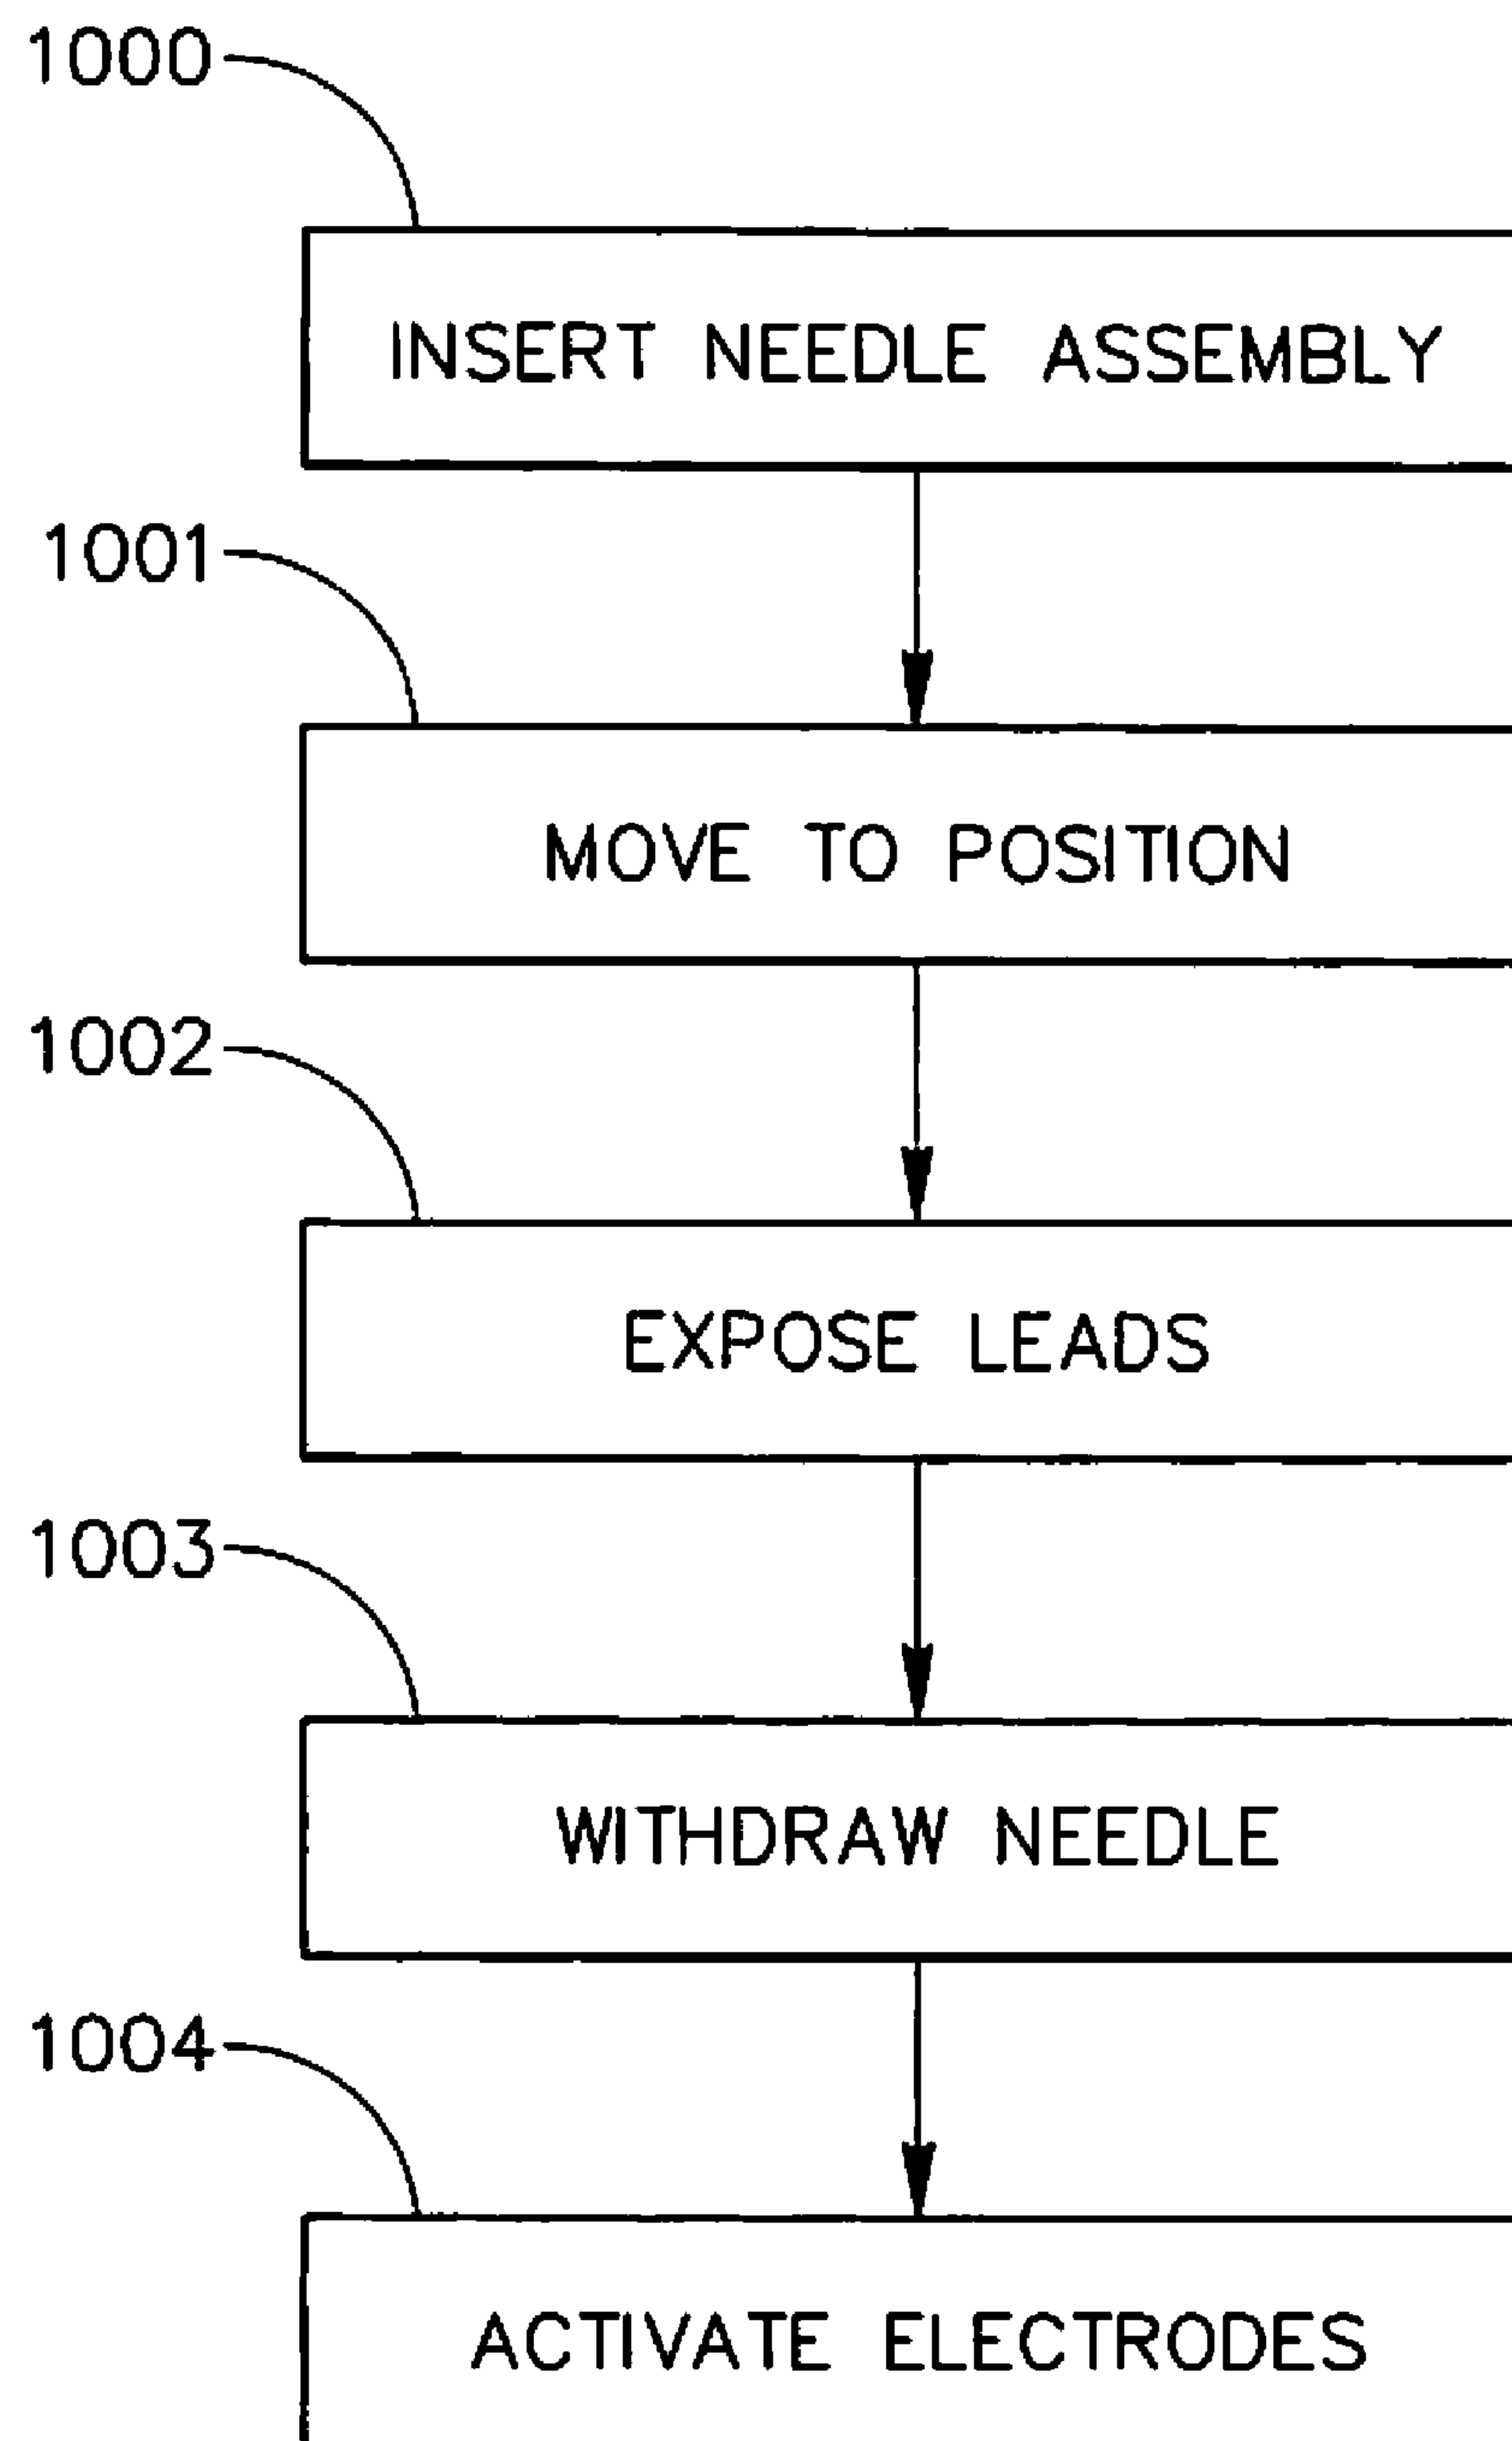 1000
INSERT NEEDLE ASSEMBLY
1001
MOVE TO POSITION
1002
EXPOSE LEADS
1003
WITHDRAW NEEDLE
1004
ACTIVATE ELECTRODES